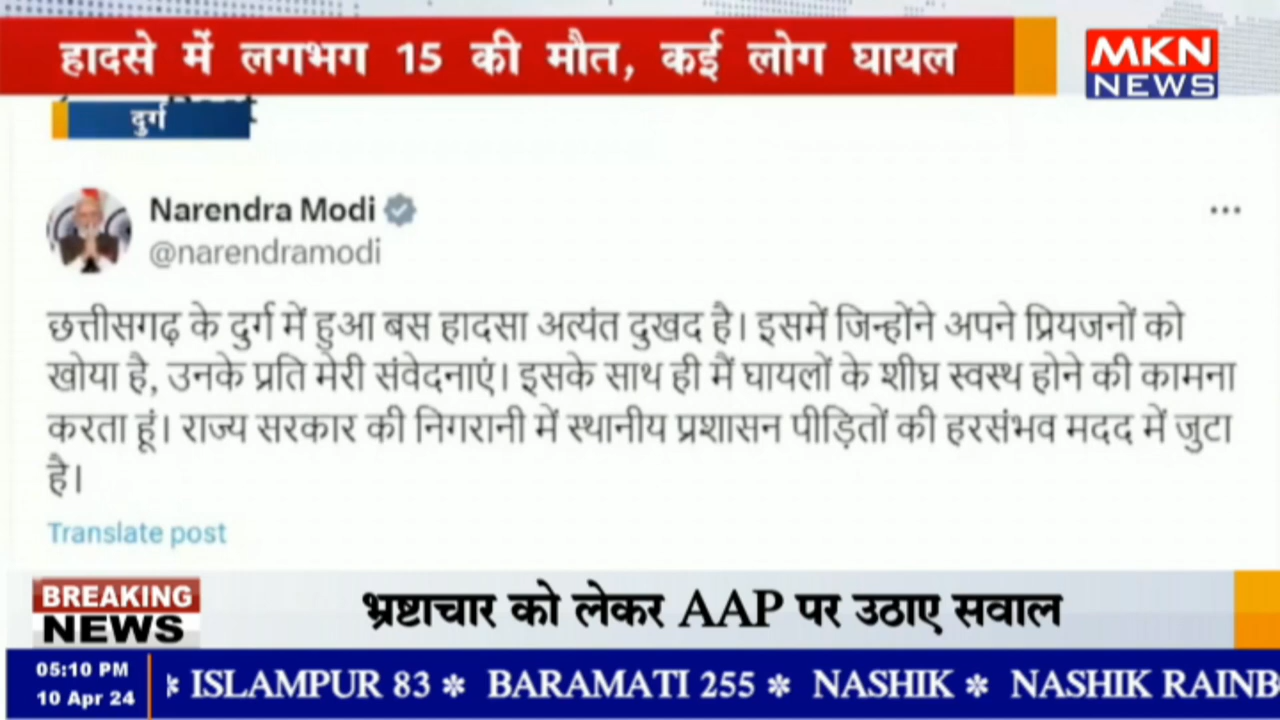 हादसे में लगभग 15 की मौत, कई लोग घायल
MKN
NEWS
दुर्ग
Narendra Modi
@narendramodi
छत्तीसगढ़ के दुर्ग में हुआ बस हादसा अत्यंत दुखद है। इसमें जिन्होंने अपने प्रियजनों को
खोया है, उनके प्रति मेरी संवेदनाएं। इसके साथ ही मैं घायलों के शीघ्र स्वस्थ होने की कामना
करता हूं। राज्य सरकार की निगरानी में स्थानीय प्रशासन पीड़ितों की हरसंभव मदद में जुटा
है।
Translate post
BREAKING
NEWS
भ्रष्टाचार को लेकर AAP पर उठाए सवाल
05:10 PM
10 Apr 24
ISLAMPUR 83 * BARAMATI 255 * NASHIK * NASHIK RAINB